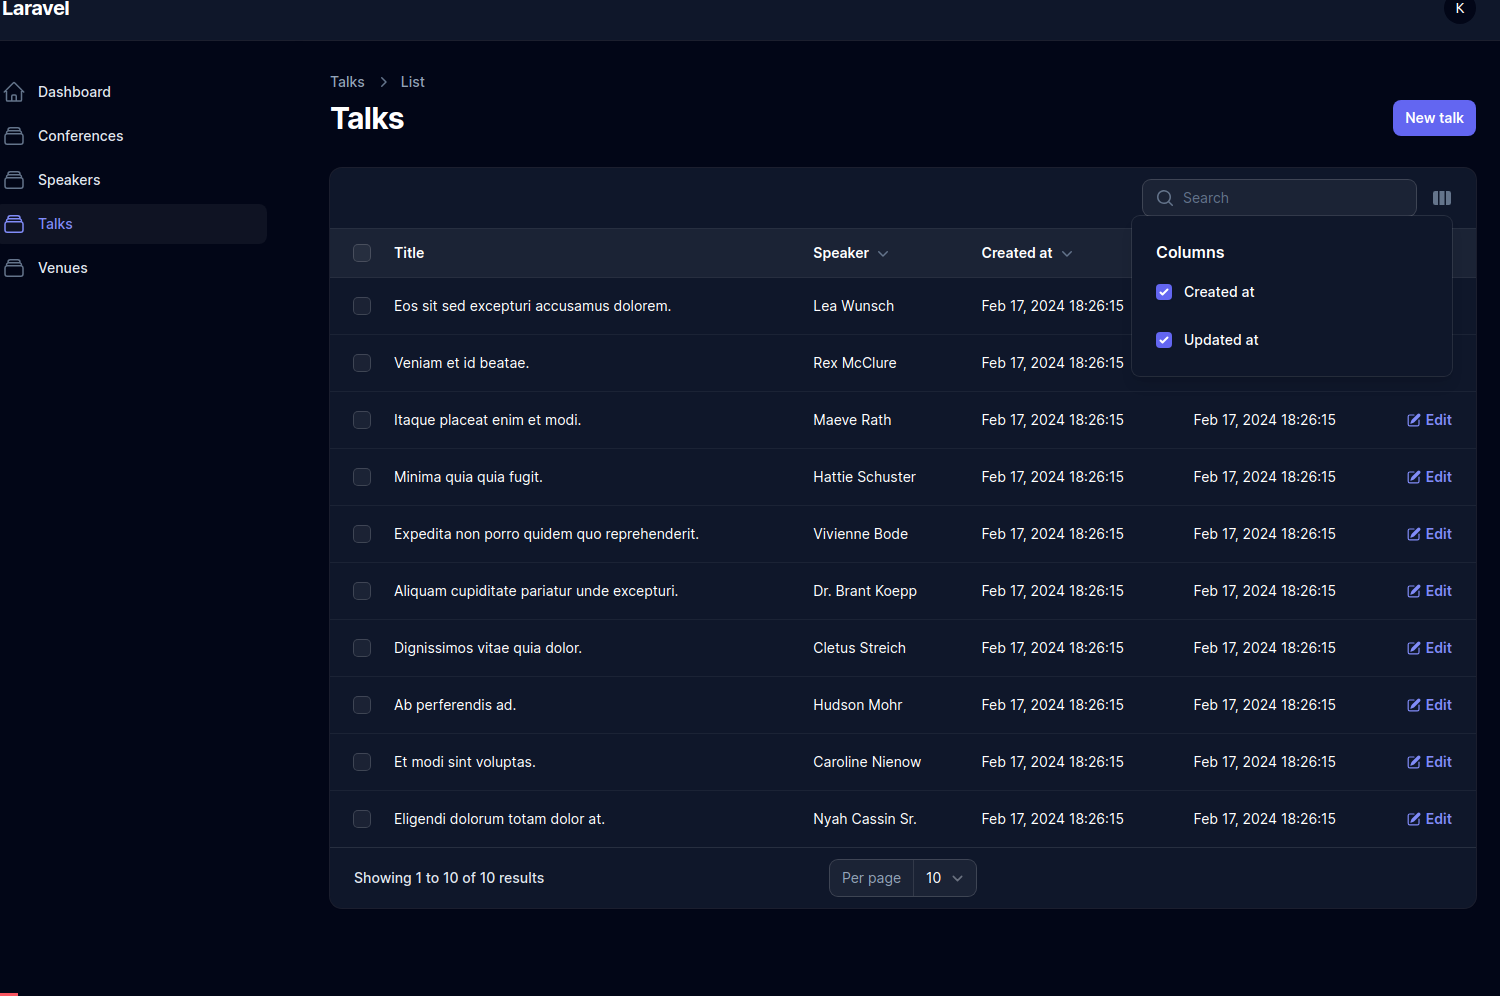 Laravel
K
Dashboard
Conferences
Speakers
Talks
Venues
Talks > List
Talks
New talk
Search
Columns
Created at
Updated at
Title Speaker Created at
Eos sit sed excepturi accusamus dolorem. Lea Wunsch Feb 17, 2024 18:26:15
Veniam et id beatae. Rex McClure Feb 17, 2024 18:26:15
Itaque placeat enim et modi. Maeve Rath Feb 17, 2024 18:26:15 Feb 17, 2024 18:26:15 Edit
Minima quia quia fugit. Hattie Schuster Feb 17, 2024 18:26:15 Feb 17, 2024 18:26:15 Edit
Expedita non porro quidem quo reprehenderit. Vivienne Bode Feb 17, 2024 18:26:15 Feb 17, 2024 18:26:15 Edit
Aliquam cupiditate pariatur unde excepturi. Dr. Brant Koepp Feb 17, 2024 18:26:15 Feb 17, 2024 18:26:15 Edit
Dignissimos vitae quia dolor. Cletus Streich Feb 17, 2024 18:26:15 Feb 17, 2024 18:26:15 Edit
Ab perferendis ad. Hudson Mohr Feb 17, 2024 18:26:15 Feb 17, 2024 18:26:15 Edit
Et modi sint voluptas. Caroline Nienow Feb 17, 2024 18:26:15 Feb 17, 2024 18:26:15 Edit
Eligendi dolorum totam dolor at. Nyah Cassin Sr. Feb 17, 2024 18:26:15 Feb 17, 2024 18:26:15 Edit
Showing 1 to 10 of 10 results
Per page 10